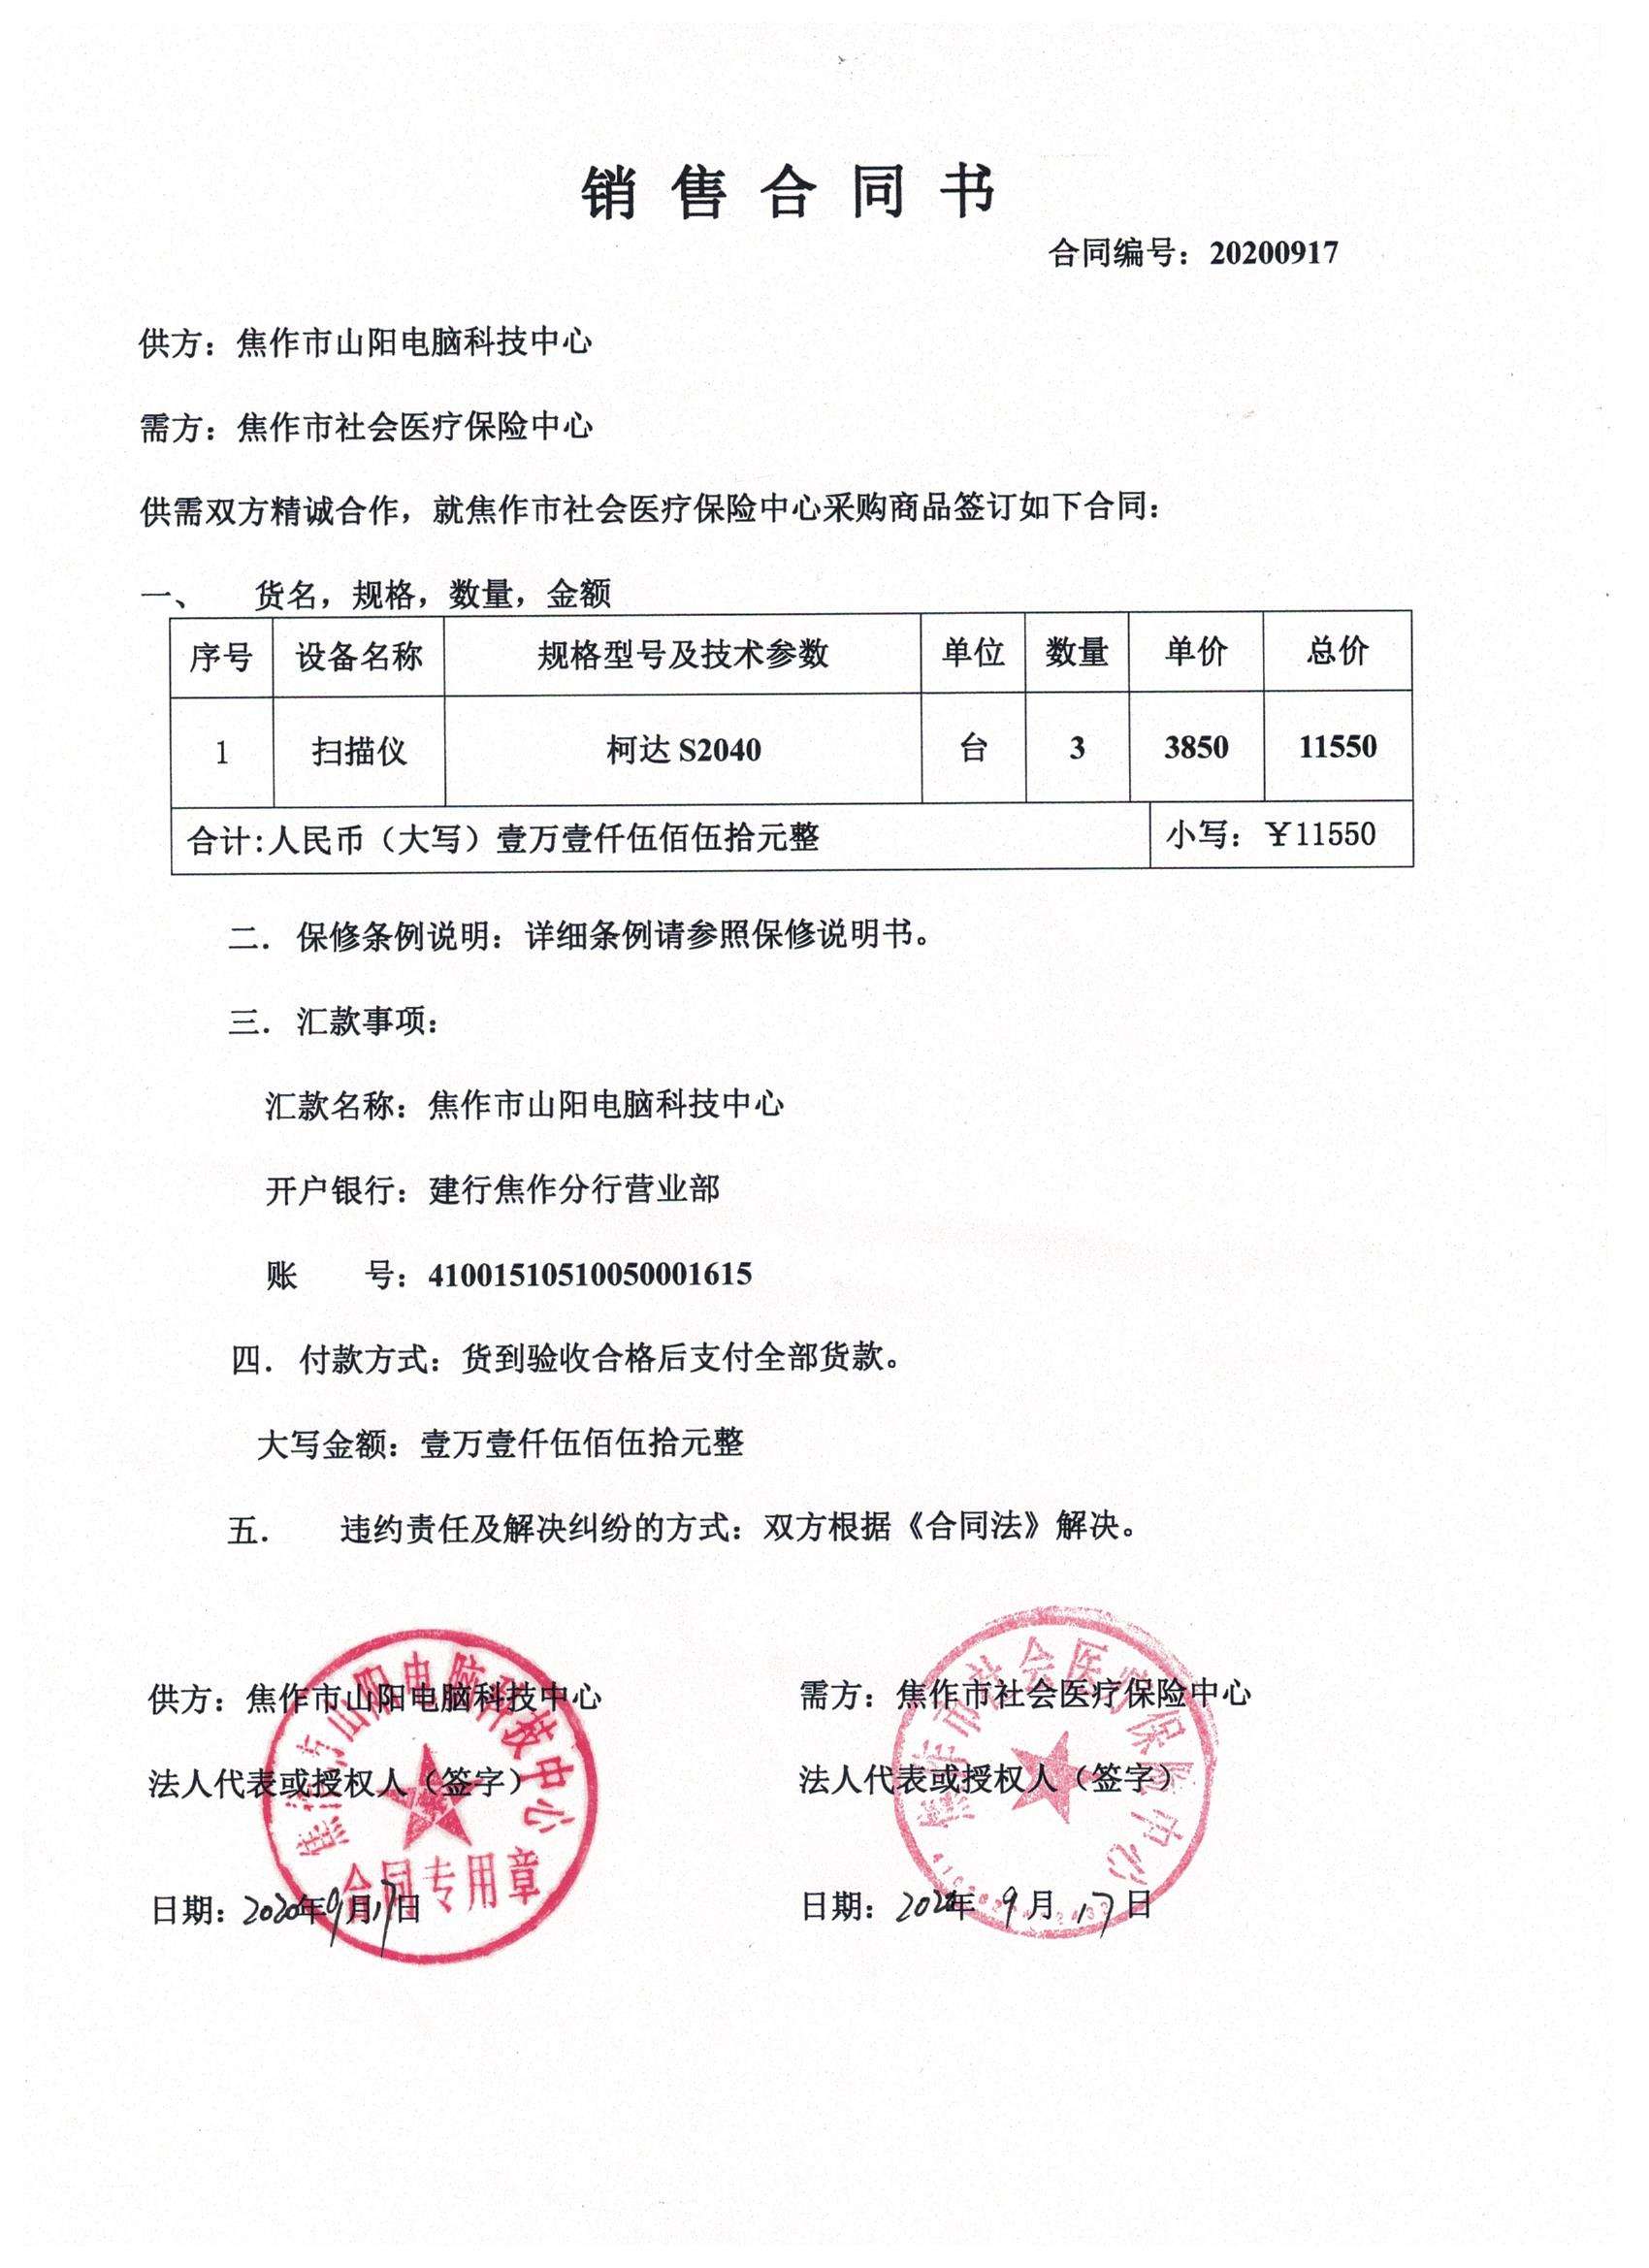 销售合同书
合同编号：20200917
供方：焦作市山阳电脑科技中心
需方：焦作市社会医疗保险中心
供需双方精诚合作，就焦作市社会医疗保险中心采购商品签订如下合同：
一、 货名，规格，数量，金额
序号 设备名称 规格型号及技术参数 单位 数量 单价 总价
1 扫描仪 柯达 S2040 台 3 3850 11550
合计:人民币（大写）壹万壹仟伍佰伍拾元整 小写：￥11550
二．保修条例说明：详细条例请参照保修说明书。
三．汇款事项：
汇款名称：焦作市山阳电脑科技中心
开户银行：建行焦作分行营业部
账 号：41001510510050001615
四．付款方式：货到验收合格后支付全部货款。
大写金额：壹万壹仟伍佰伍拾元整
五． 违约责任及解决纠纷的方式：双方根据《合同法》解决。
供方：焦作市山阳电脑科技中心 需方：焦作市社会医疗保险中心
法人代表或授权人（签字） 法人代表或授权人（签字）
日期：2020年9月17日 日期：2020年9月17日
焦作市山阳电脑科技中心
合同专用章
焦作市社会医疗保险中心